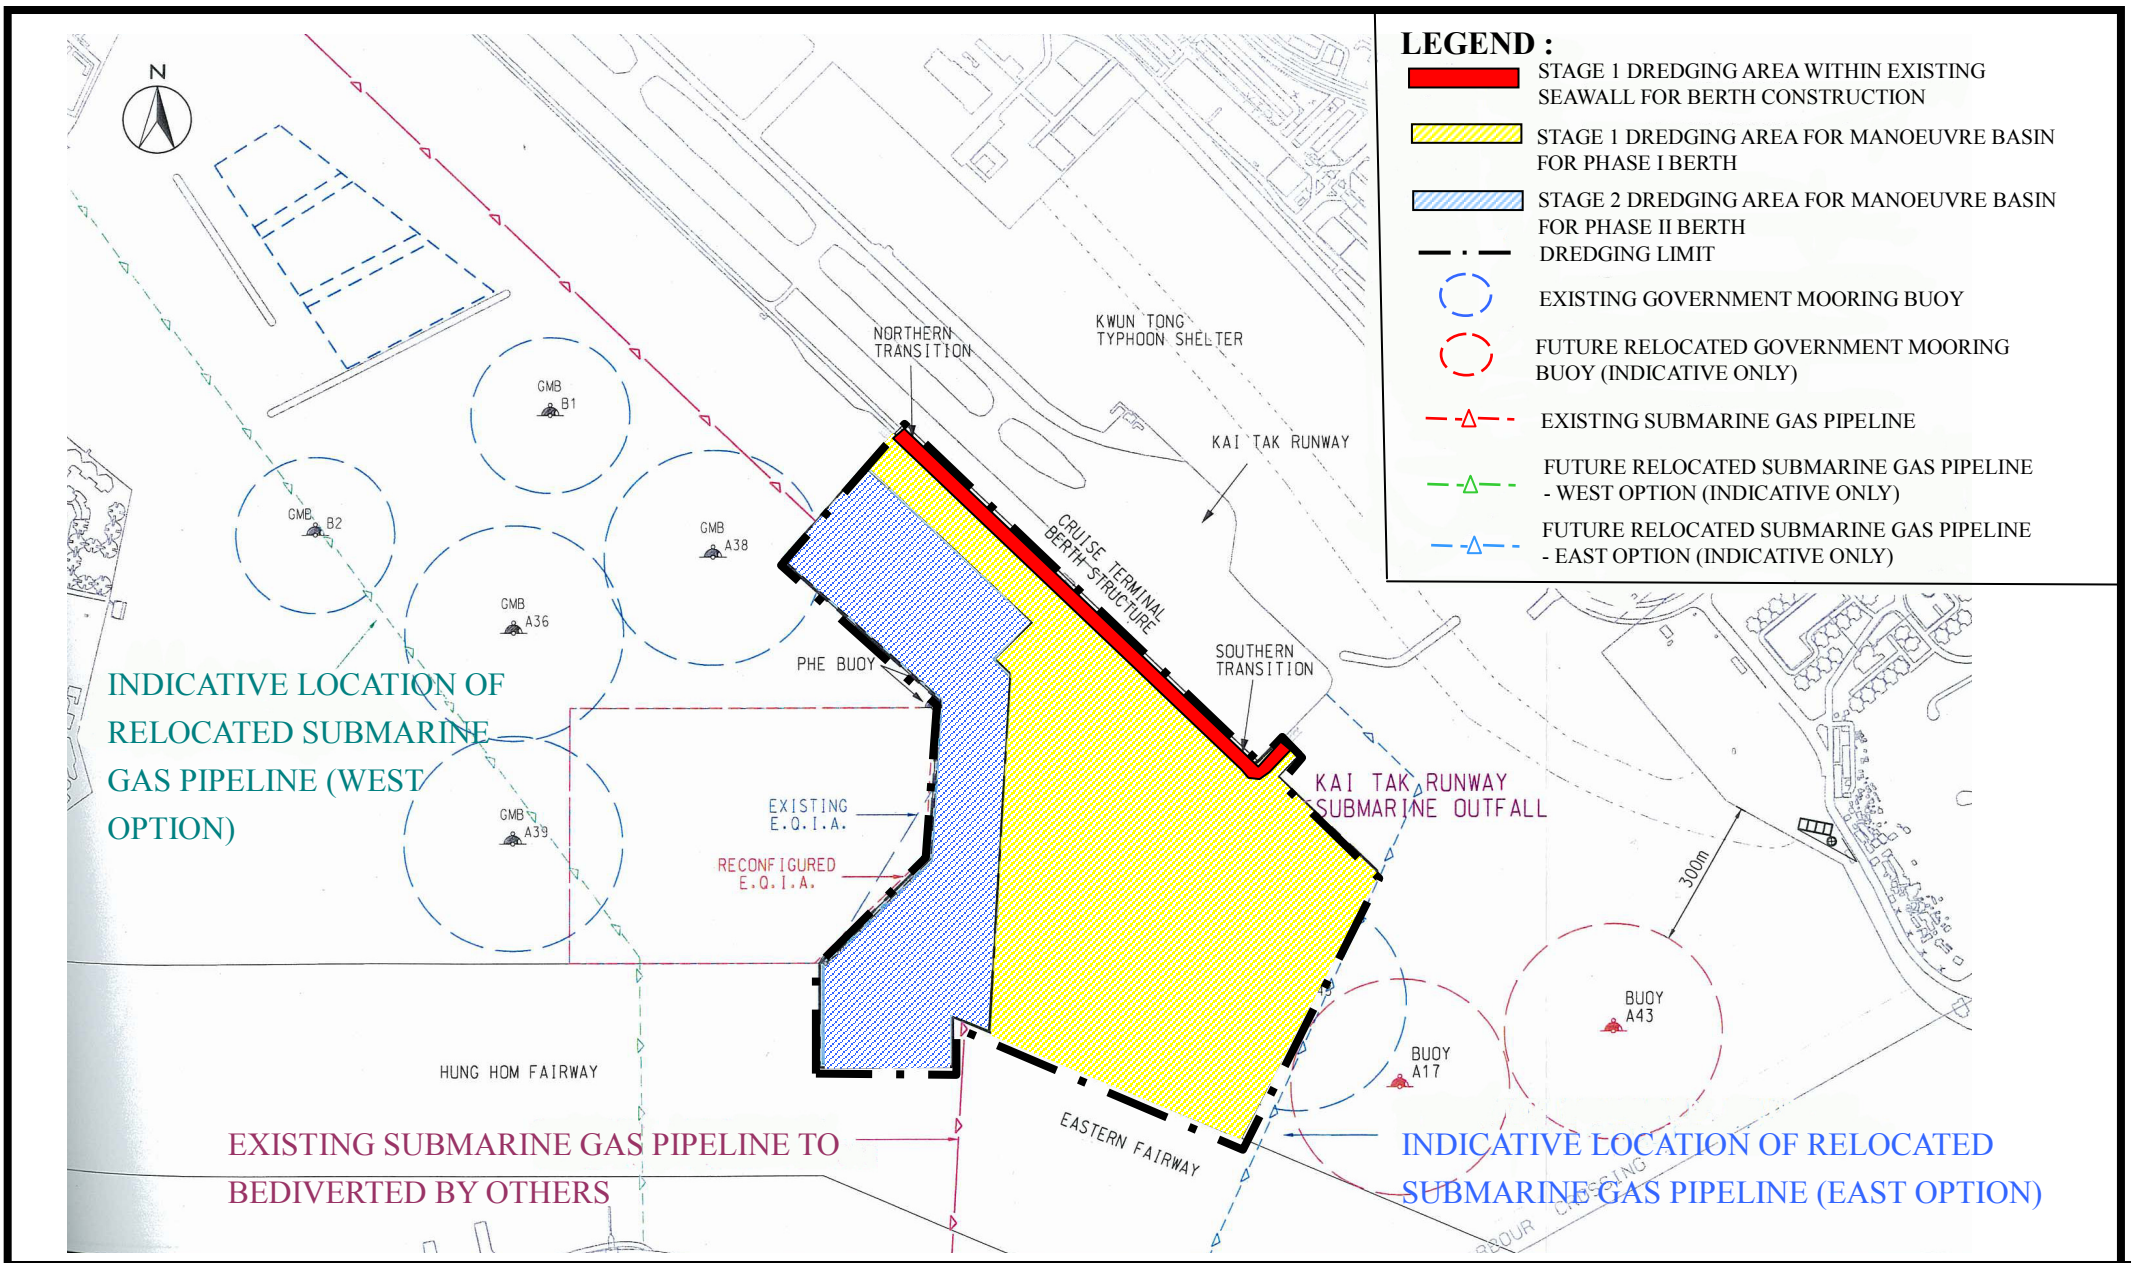 LEGEND :
STAGE 1 DREDGING AREA WITHIN EXISTING
SEAWALL FOR BERTH CONSTRUCTION
STAGE 1 DREDGING AREA FOR MANOEUVRE BASIN
FOR PHASE I BERTH
STAGE 2 DREDGING AREA FOR MANOEUVRE BASIN
FOR PHASE II BERTH
DREDGING LIMIT
EXISTING GOVERNMENT MOORING BUOY
FUTURE RELOCATED GOVERNMENT MOORING
BUOY (INDICATIVE ONLY)
EXISTING SUBMARINE GAS PIPELINE
FUTURE RELOCATED SUBMARINE GAS PIPELINE
- WEST OPTION (INDICATIVE ONLY)
FUTURE RELOCATED SUBMARINE GAS PIPELINE
- EAST OPTION (INDICATIVE ONLY)
N
NORTHERN
TRANSITION
KWUN TONG
TYPHOON SHELTER
GMB
B1
KAI TAK RUNWAY
GMB
B2
GMB
A38
CRUISE TERMINAL
BERTH STRUCTURE
GMB
A36
PHE BUOY
SOUTHERN
TRANSITION
INDICATIVE LOCATION OF
RELOCATED SUBMARINE
GAS PIPELINE (WEST
OPTION)
KAI TAK RUNWAY
SUBMARINE OUTFALL
EXISTING
E.Q.I.A.
GMB
A39
RECONFIGURED
E.Q.I.A.
300m
BUOY
A43
BUOY
A17
HUNG HOM FAIRWAY
EASTERN FAIRWAY
EXISTING SUBMARINE GAS PIPELINE TO
BEDIVERTED BY OTHERS
INDICATIVE LOCATION OF RELOCATED
SUBMARINE GAS PIPELINE (EAST OPTION)
CROSSING